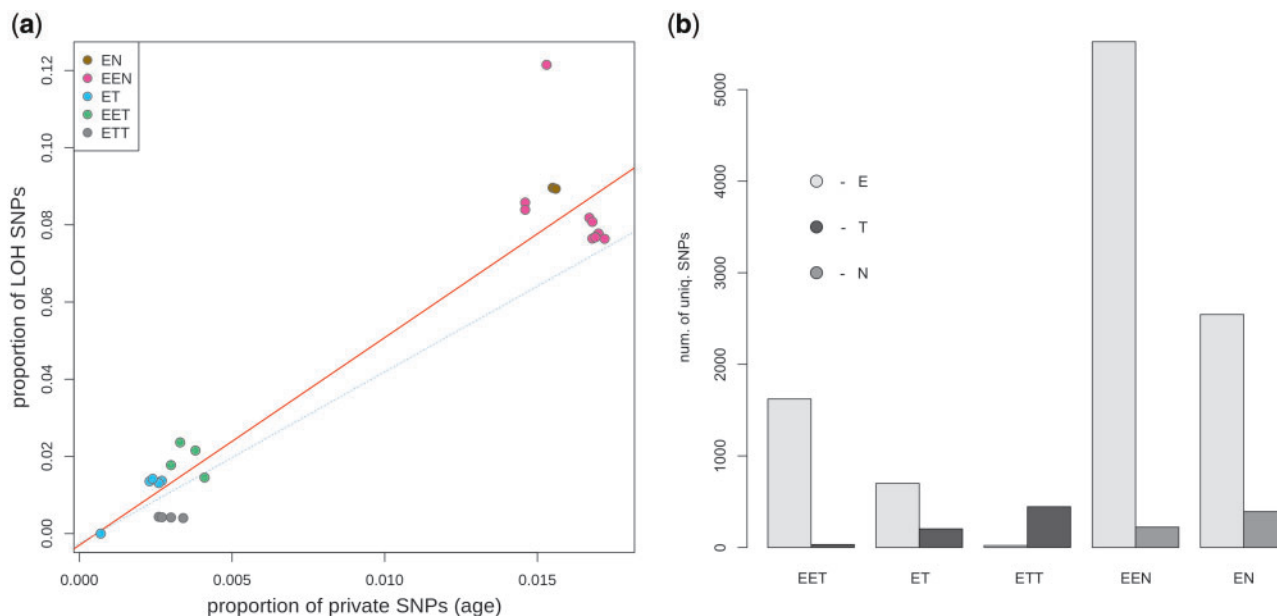 (a)
EN
EEN
ET
EET
ETT
proportion of LOH SNPs
0.12
0.10
0.08
0.06
0.04
0.02
0.00
0.000 0.005 0.010 0.015
proportion of private SNPs (age)
(b)
num. of uniq. SNPs
5000
4000
3000
2000
1000
0
- E
- T
- N
EET ET ETT EEN EN